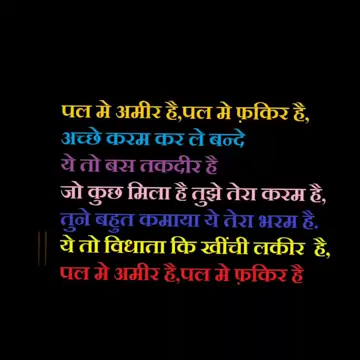 पल मे अमीर है,पल मे फ़किर है,
अच्छे करम कर ले बन्दे
ये तो बस तकदीर है
जो कुछ मिला है तुझे तेरा करम है,
तुने बहुत कमाया ये तेरा भरम है.
ये तो विधाता कि खींची लकीर है,
पल मे अमीर है,पल मे फ़किर है